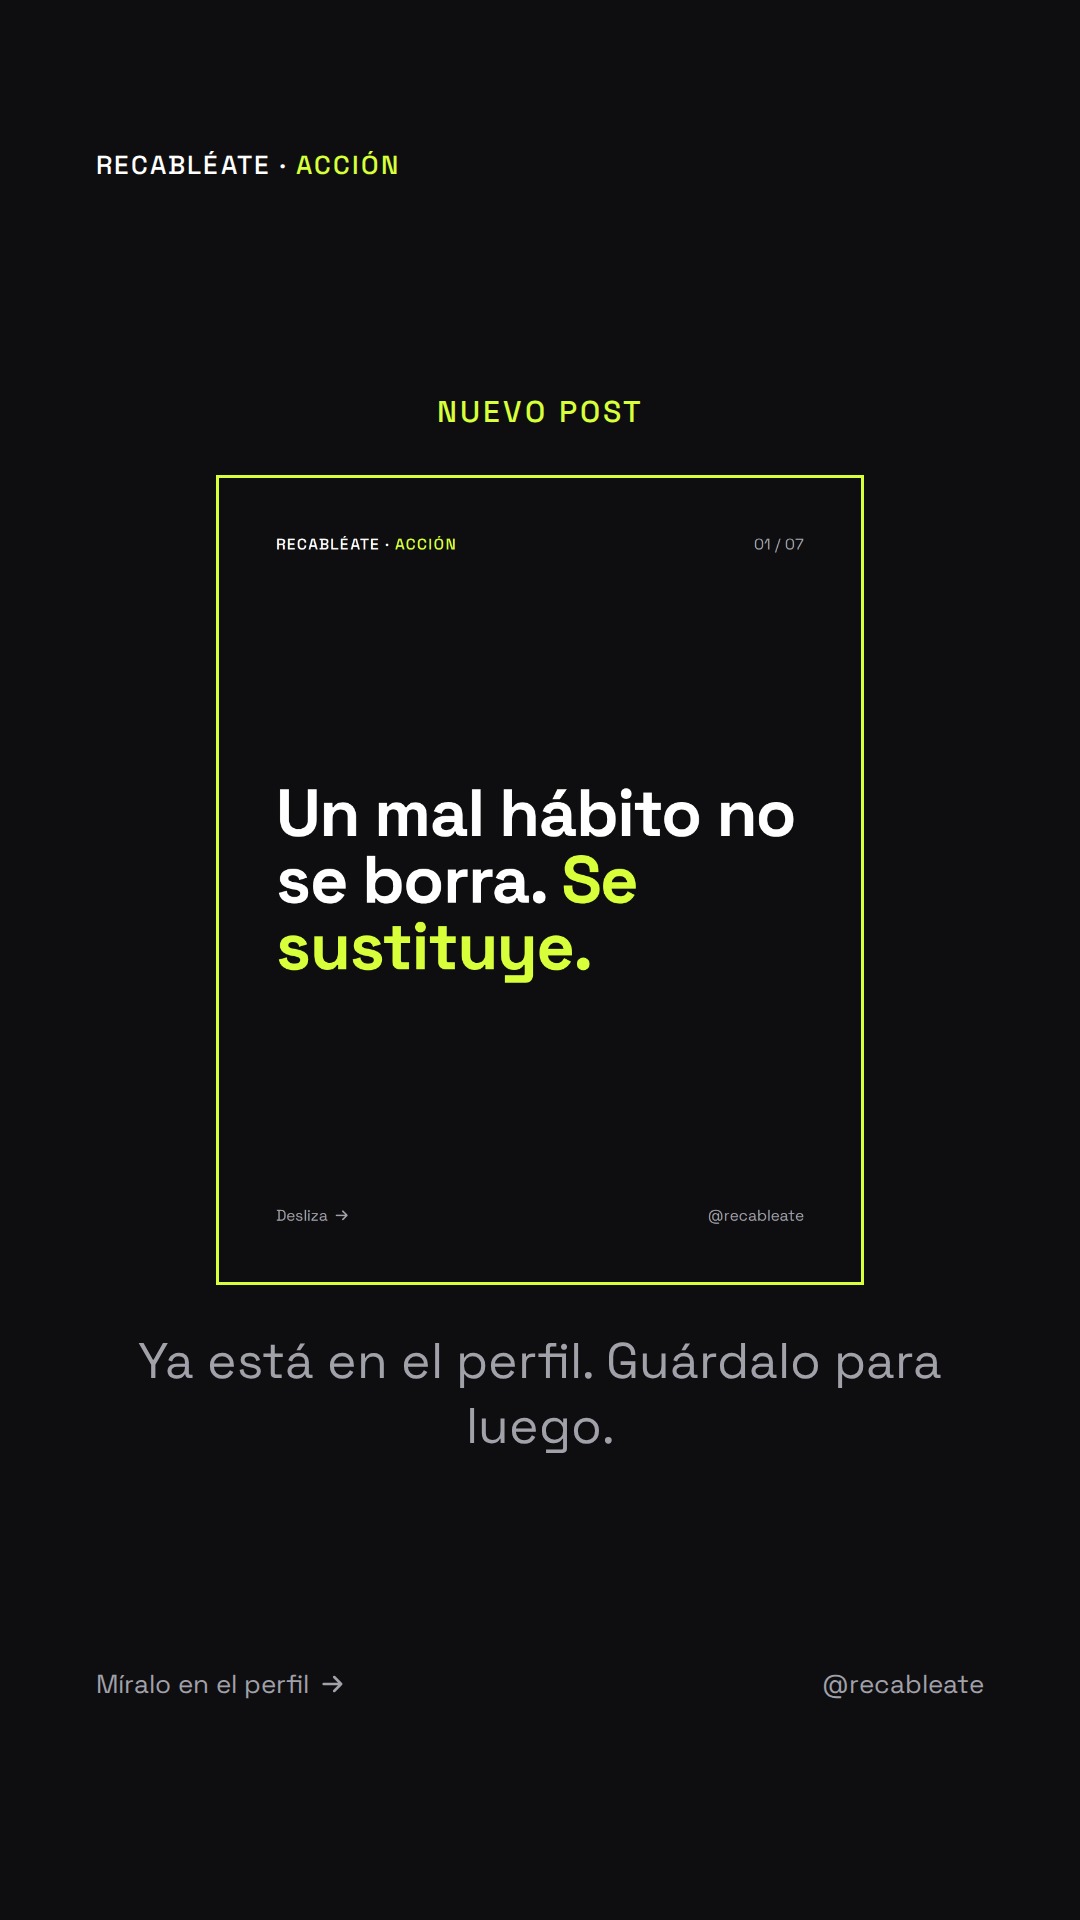 RECABLÉATE · ACCIÓN
NUEVO POST
RECABLÉATE · ACCIÓN
01 / 07
Un mal hábito no
se borra. Se
sustituye.
Desliza →
@recableate
Ya está en el perfil. Guárdalo para
luego.
Míralo en el perfil →
@recableate